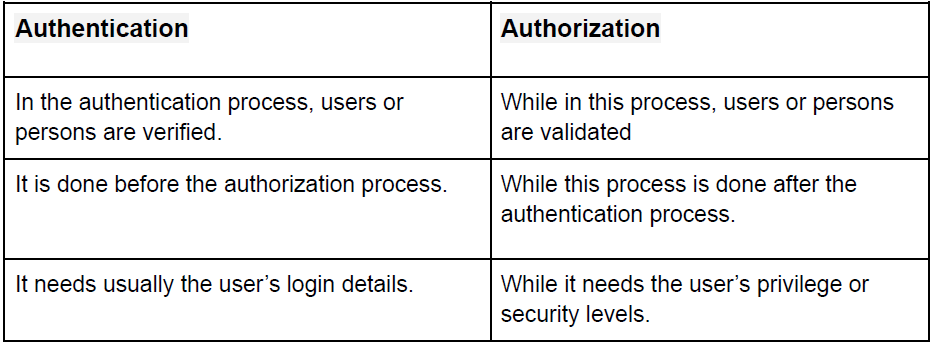 Authentication
Authorization
In the authentication process, users or
persons are verified.
While in this process, users or persons
are validated
It is done before the authorization process.
While this process is done after the
authentication process.
It needs usually the user’s login details.
While it needs the user’s privilege or
security levels.